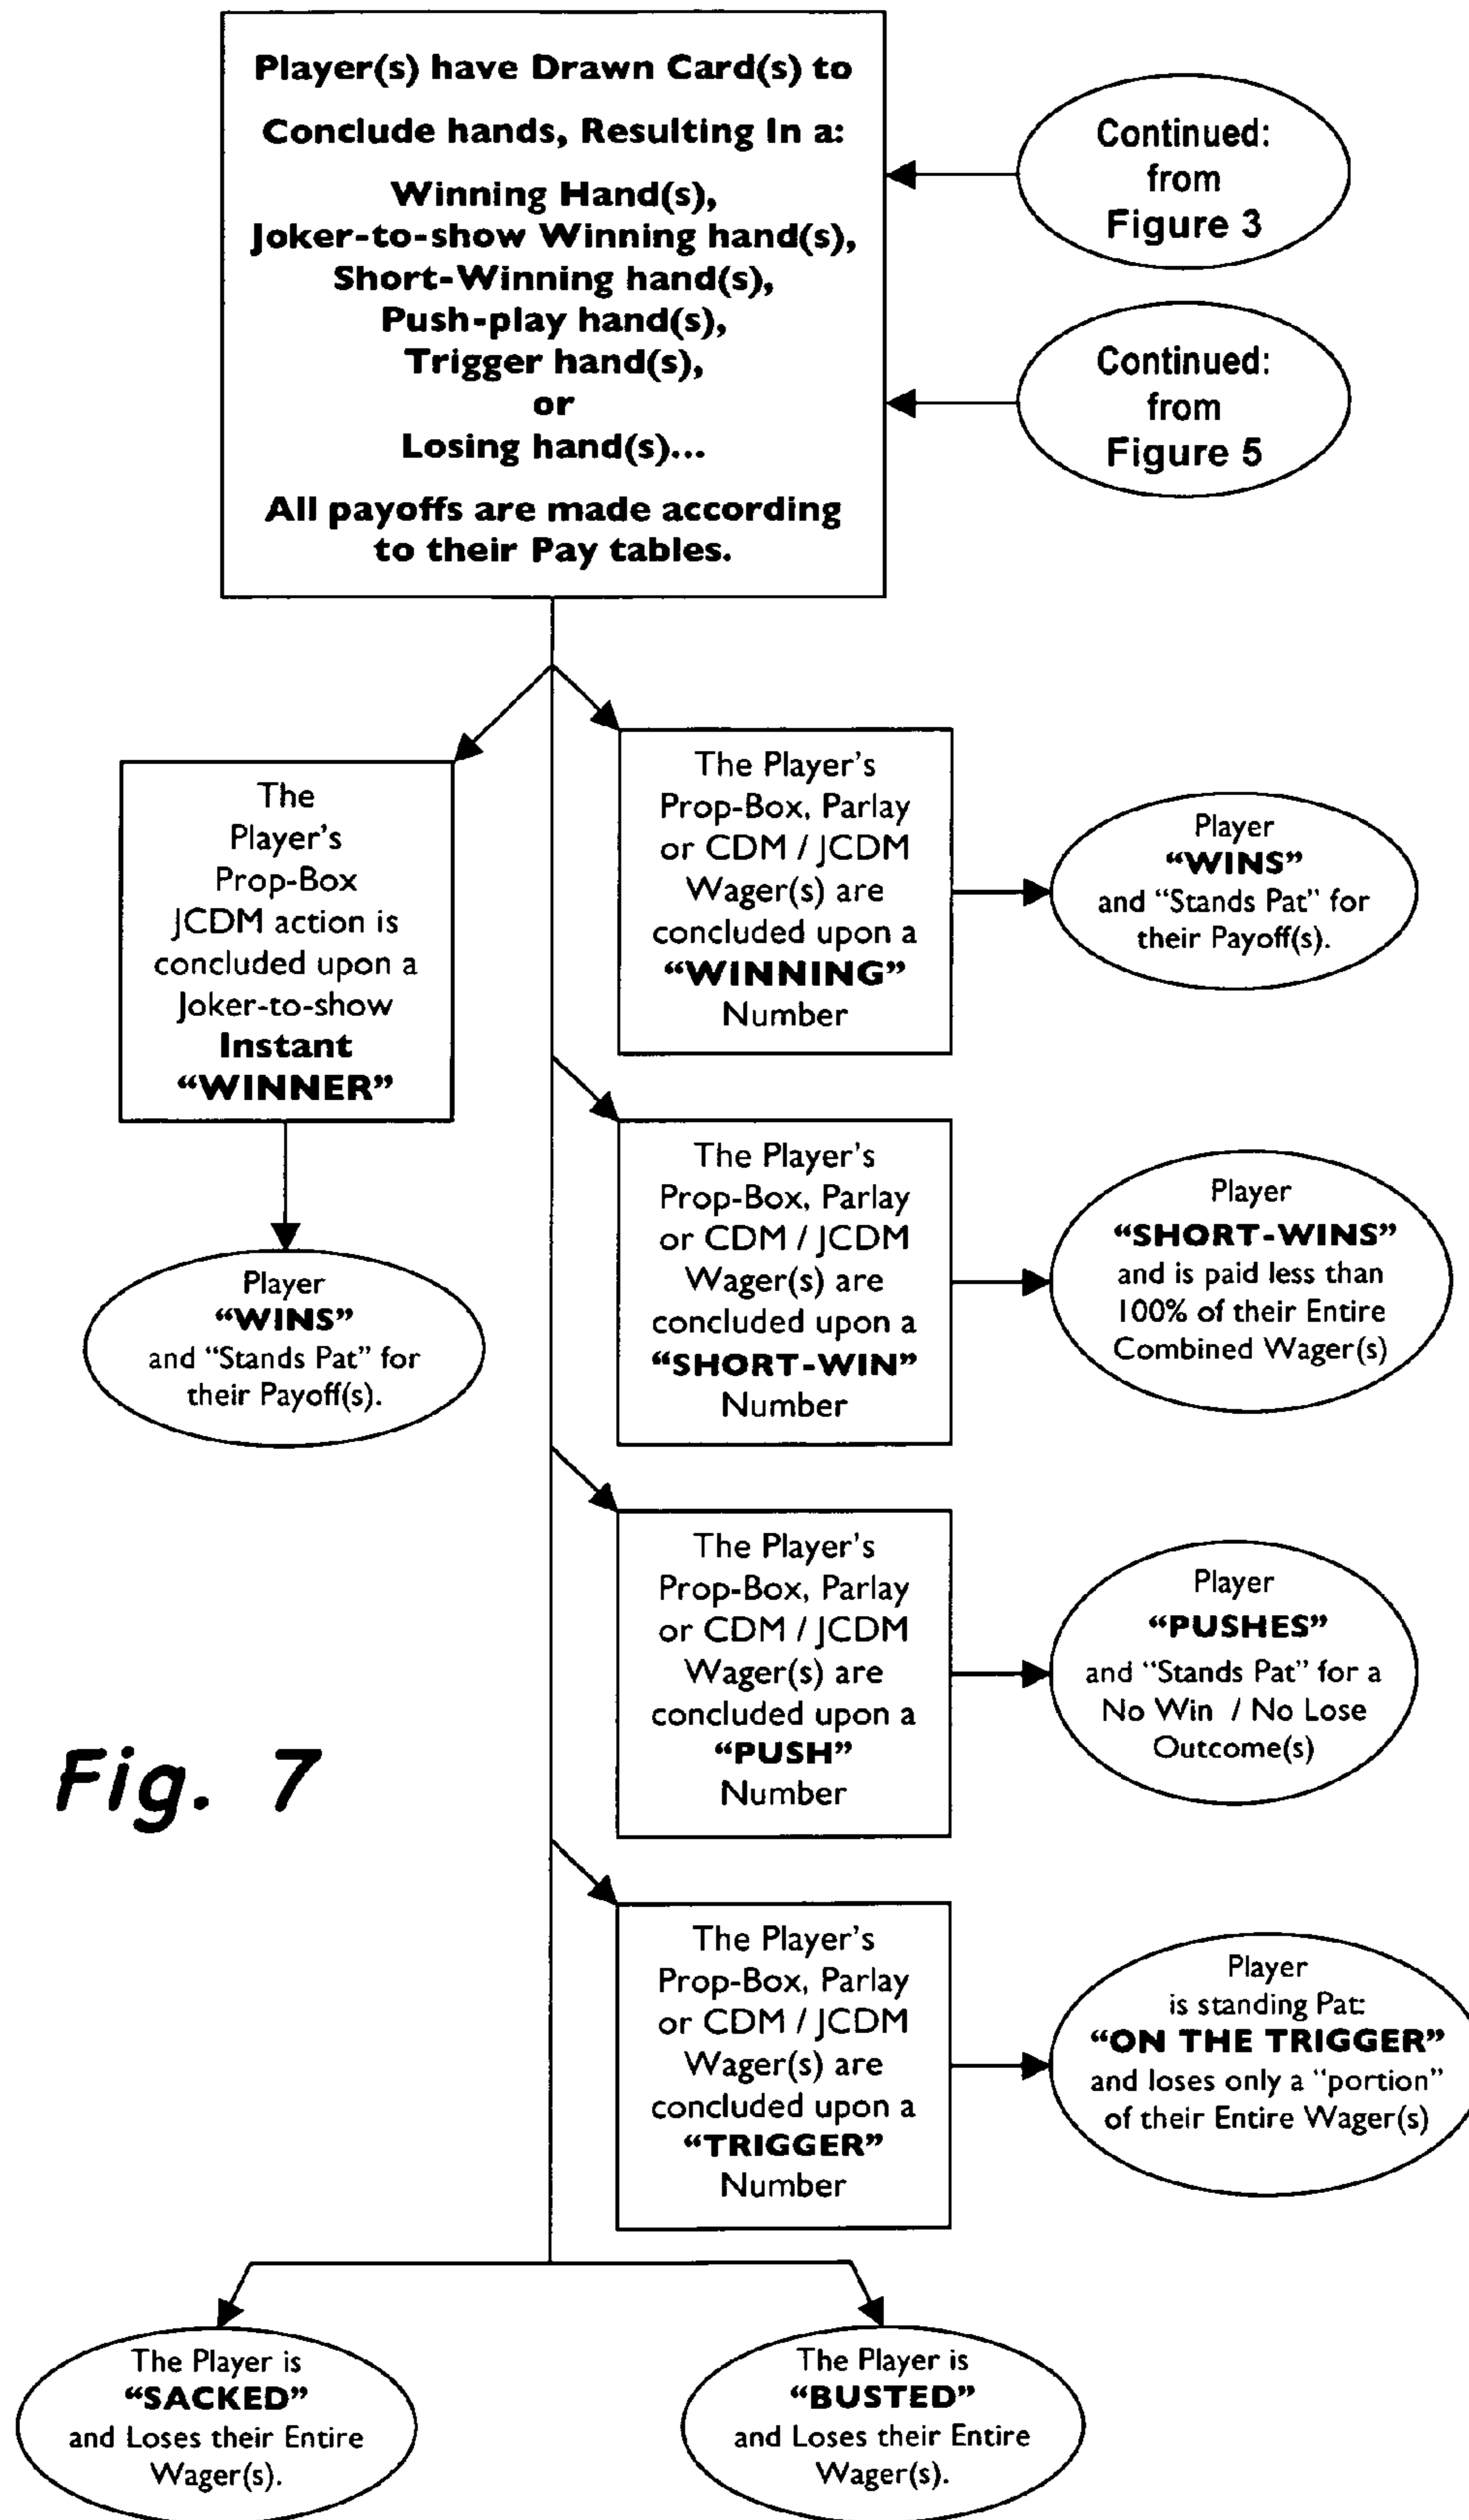 Player(s) have Drawn Card(s) to
Conclude hands, Resulting In a:
Winning Hand(s),
Joker-to-show Winning hand(s),
Short-Winning hand(s),
Push-play hand(s),
Trigger hand(s),
or
Losing hand(s)...
All payoffs are made according
to their Pay tables.
Continued:
from
Figure 3
Continued:
from
Figure 5
The
Player's
Prop-Box
JCDM action is
concluded upon a
Joker-to-show
Instant
“WINNER”
Player
“WINS”
and “Stands Pat” for
their Payoff(s).
The Player's
Prop-Box, Parlay
or CDM / JCDM
Wager(s) are
concluded upon a
“WINNING”
Number
Player
“WINS”
and “Stands Pat” for
their Payoff(s).
The Player's
Prop-Box, Parlay
or CDM / JCDM
Wager(s) are
concluded upon a
“SHORT-WIN”
Number
Player
“SHORT-WINS”
and is paid less than
100% of their Entire
Combined Wager(s)
The Player's
Prop-Box, Parlay
or CDM / JCDM
Wager(s) are
concluded upon a
“PUSH”
Number
Player
“PUSHES”
and “Stands Pat” for a
No Win / No Lose
Outcome(s)
Fig. 7
The Player's
Prop-Box, Parlay
or CDM / JCDM
Wager(s) are
concluded upon a
“TRIGGER”
Number
Player
is standing Pat:
“ON THE TRIGGER”
and loses only a “portion”
of their Entire Wager(s)
The Player is
“SACKED”
and Loses their Entire
Wager(s).
The Player is
“BUSTED”
and Loses their Entire
Wager(s).